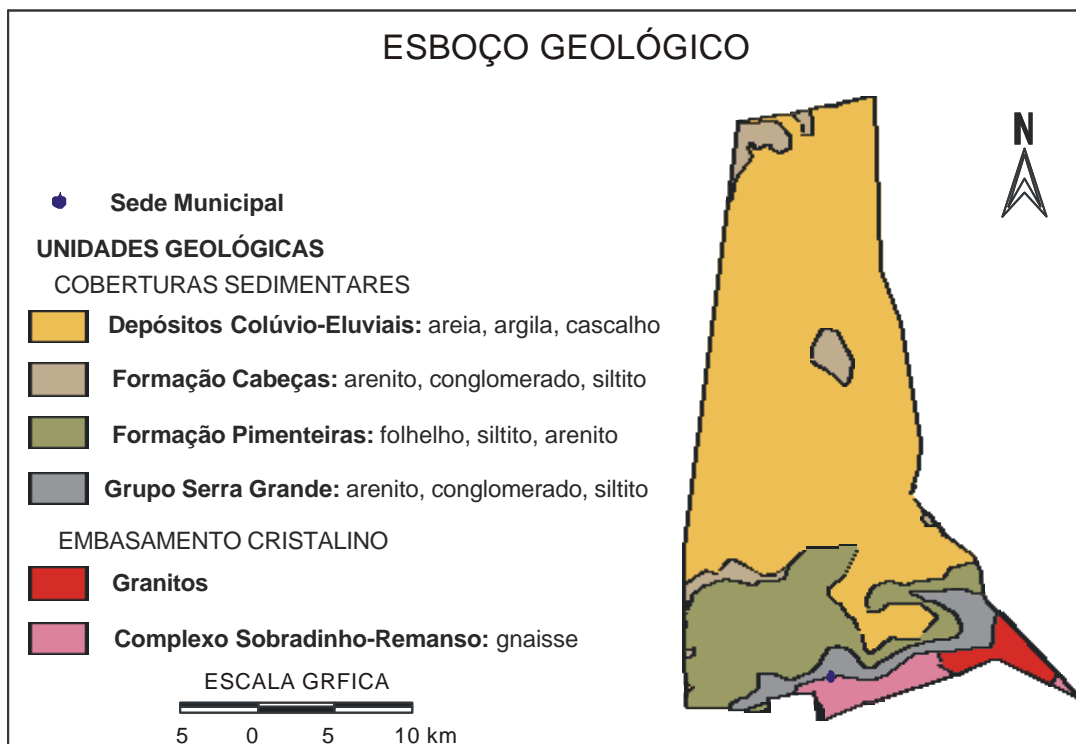 ESBOÇO GEOLÓGICO
N
Sede Municipal
UNIDADES GEOLÓGICAS
COBERTURAS SEDIMENTARES
Depósitos Colúvio-Eluviais: areia, argila, cascalho
Formação Cabeças: arenito, conglomerado, siltito
Formação Pimenteiras: folhelho, siltito, arenito
Grupo Serra Grande: arenito, conglomerado, siltito
EMBASAMENTO CRISTALINO
Granitos
Complexo Sobradinho-Remanso: gnaisse
ESCALA GRFICA
5 0 5 10 km